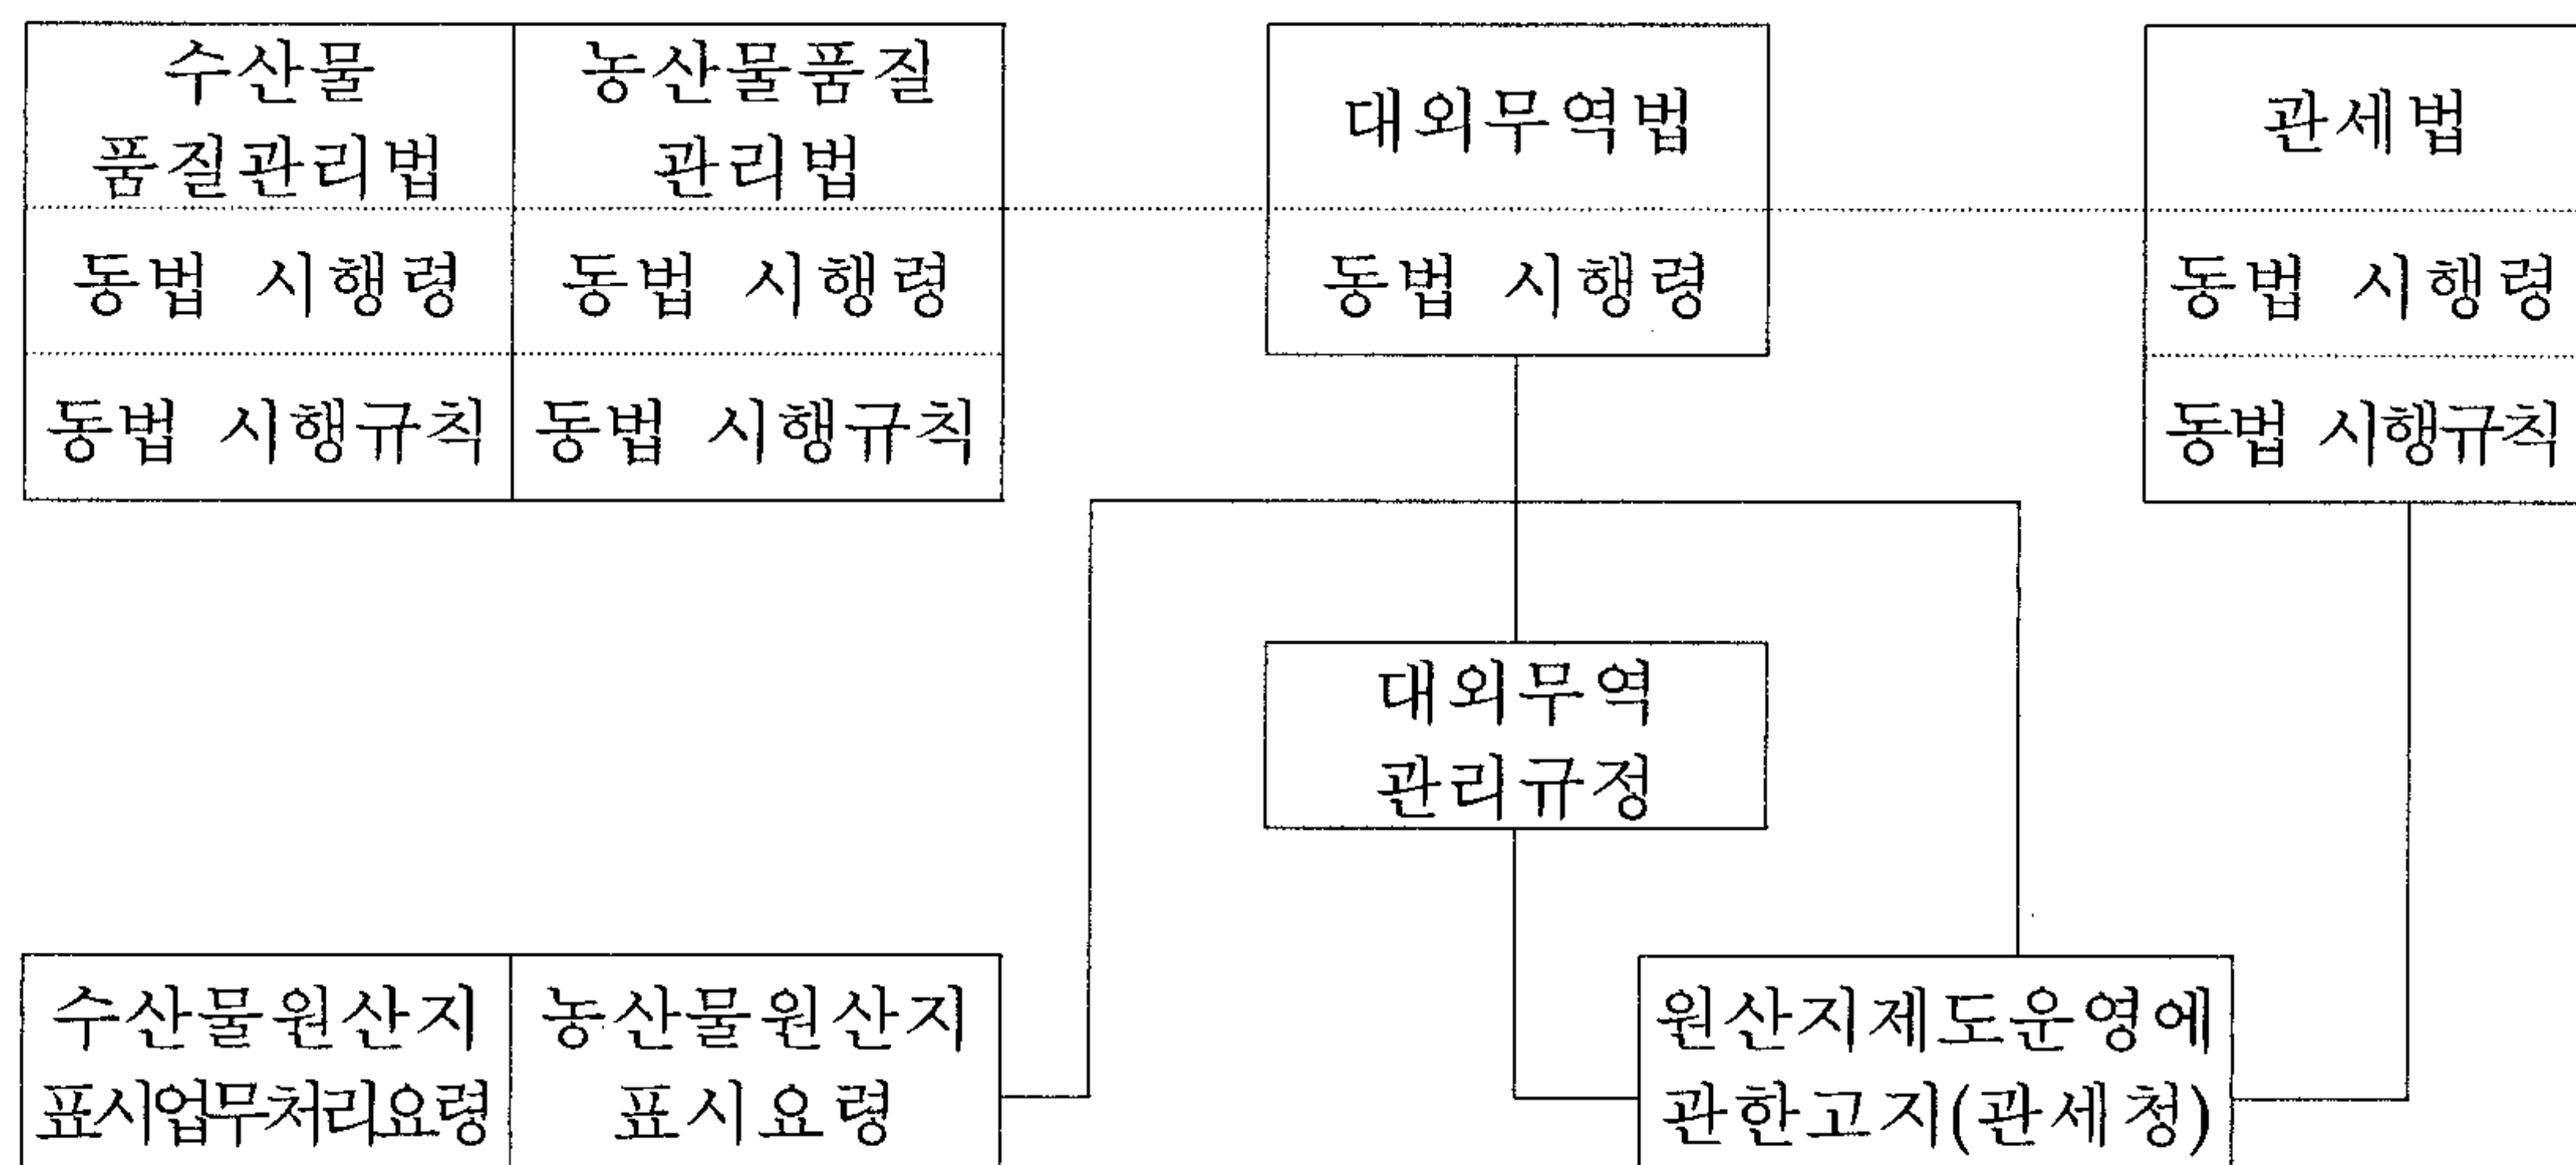 수산물
품질관리법
농산물품질
관리법
대외무역법
관세법
동법 시행령
동법 시행령
동법 시행령
동법 시행령
동법 시행규칙
동법 시행규칙
동법 시행규칙
대외무역
관리규정
수산물원산지
표시업무처리요령
농산물원산지
표시요령
원산지제도운영에
관한고지(관세청)